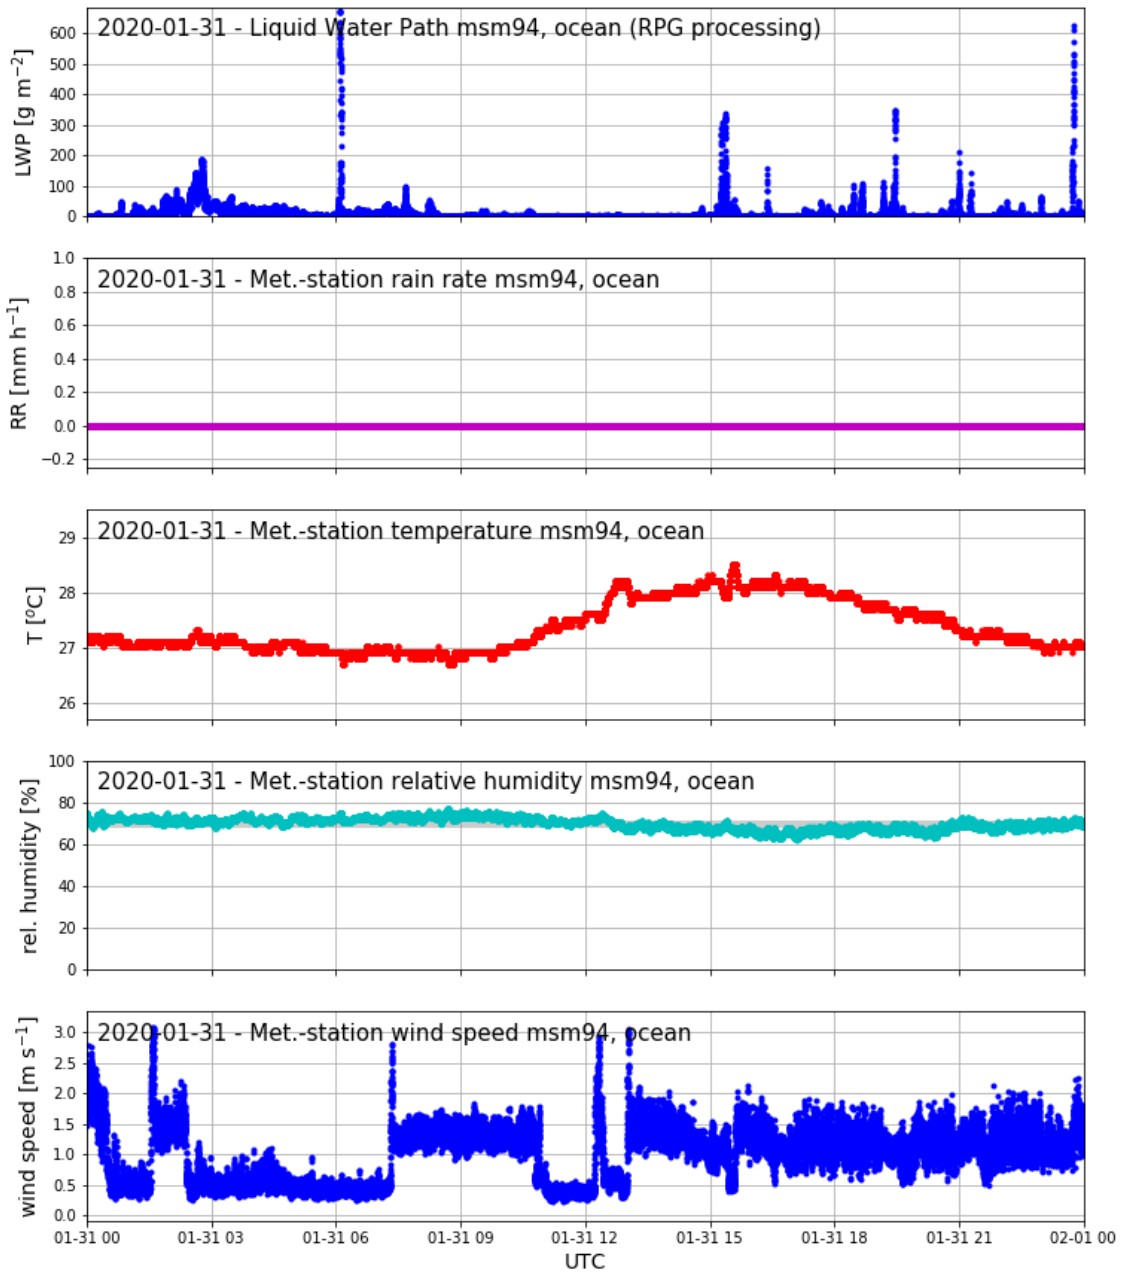 2020-01-31 - Liquid Water Path msm94, ocean (RPG processing)
LWP [g m⁻²]
600
500
400
300
200
100
0
2020-01-31 - Met.-station rain rate msm94, ocean
RR [mm h⁻¹]
1.0
0.8
0.6
0.4
0.2
0.0
−0.2
2020-01-31 - Met.-station temperature msm94, ocean
T [°C]
29
28
27
26
2020-01-31 - Met.-station relative humidity msm94, ocean
rel. humidity [%]
100
80
60
40
20
0
2020-01-31 - Met.-station wind speed msm94, ocean
wind speed [m s⁻¹]
3.0
2.5
2.0
1.5
1.0
0.5
0.0
01-31 00 01-31 03 01-31 06 01-31 09 01-31 12 01-31 15 01-31 18 01-31 21 02-01 00
UTC